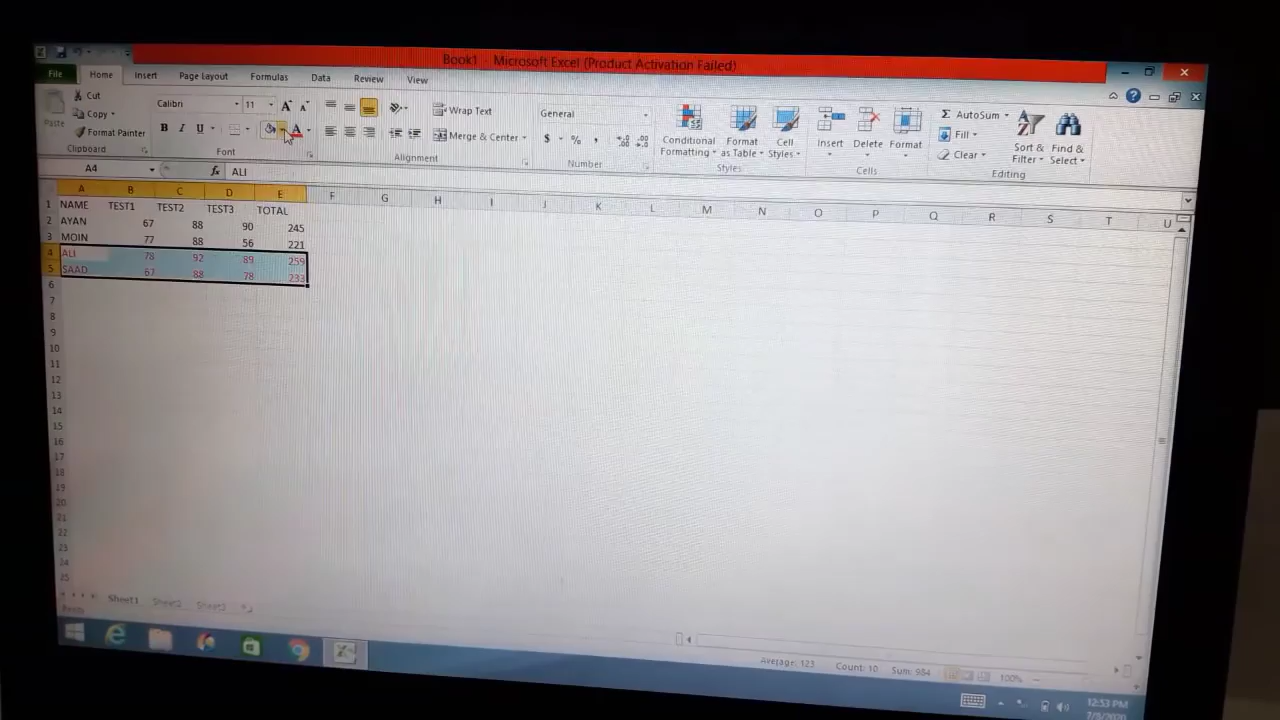 Book1 - Microsoft Excel (Product Activation Failed)
File Home Insert Page Layout Formulas Data Review View
Paste
Cut
Copy
Format Painter
Clipboard
Calibri 11
B I U
Font
Wrap Text
Merge & Center
Alignment
General
$ % ,
Number
Conditional Formatting
Format as Table
Cell Styles
Styles
Insert Delete Format
Cells
Σ AutoSum
Fill
Clear
Sort & Filter
Find & Select
Editing
A4 fx ALI
A B C D E F G H I J K L M N O P Q R S T U
1 NAME TEST1 TEST2 TEST3 TOTAL
2 AYAN 67 88 90 245
3 MOIN 77 88 56 221
4 ALI 78 92 89 259
5 SAAD 67 88 78 233
6
7
8
9
10
11
12
13
14
15
16
17
18
19
20
21
22
23
24
25
Sheet1 Sheet2 Sheet3
Ready
Average: 123 Count: 10 Sum: 984 100%
12:53 PM